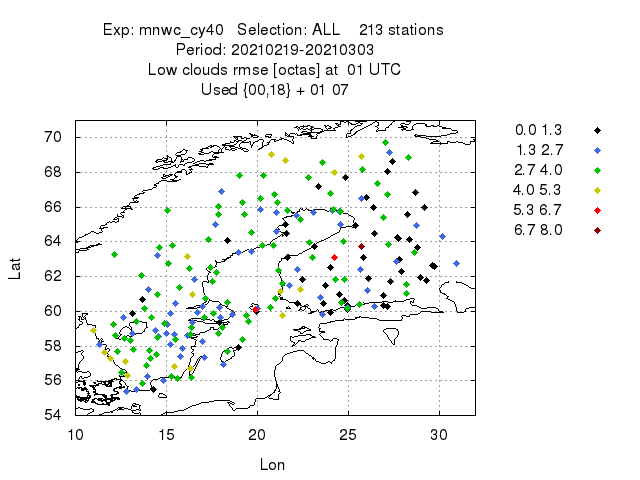 Exp: mnwc_cy40 Selection: ALL 213 stations
Period: 20210219-20210303
Low clouds rmse [octas] at 01 UTC
Used {00,18} + 01 07
70
68
66
64
62
60
58
56
54
Lat
10 15 20 25 30
Lon
0.0 1.3
1.3 2.7
2.7 4.0
4.0 5.3
5.3 6.7
6.7 8.0